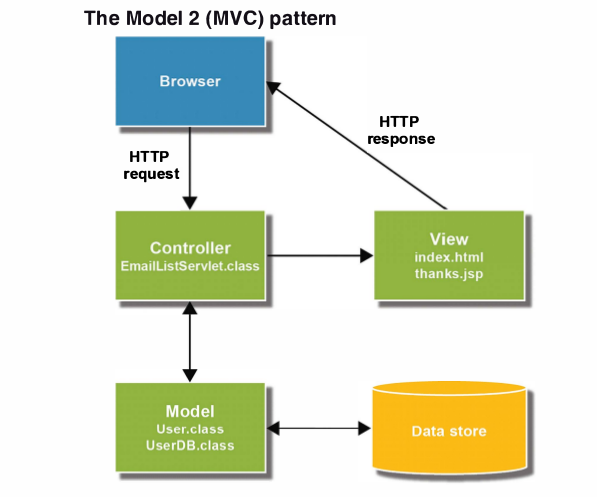 The Model 2 (MVC) pattern
Browser
HTTP
request
HTTP
response
Controller
EmailListServlet.class
View
index.html
thanks.jsp
Model
User.class
UserDB.class
Data store